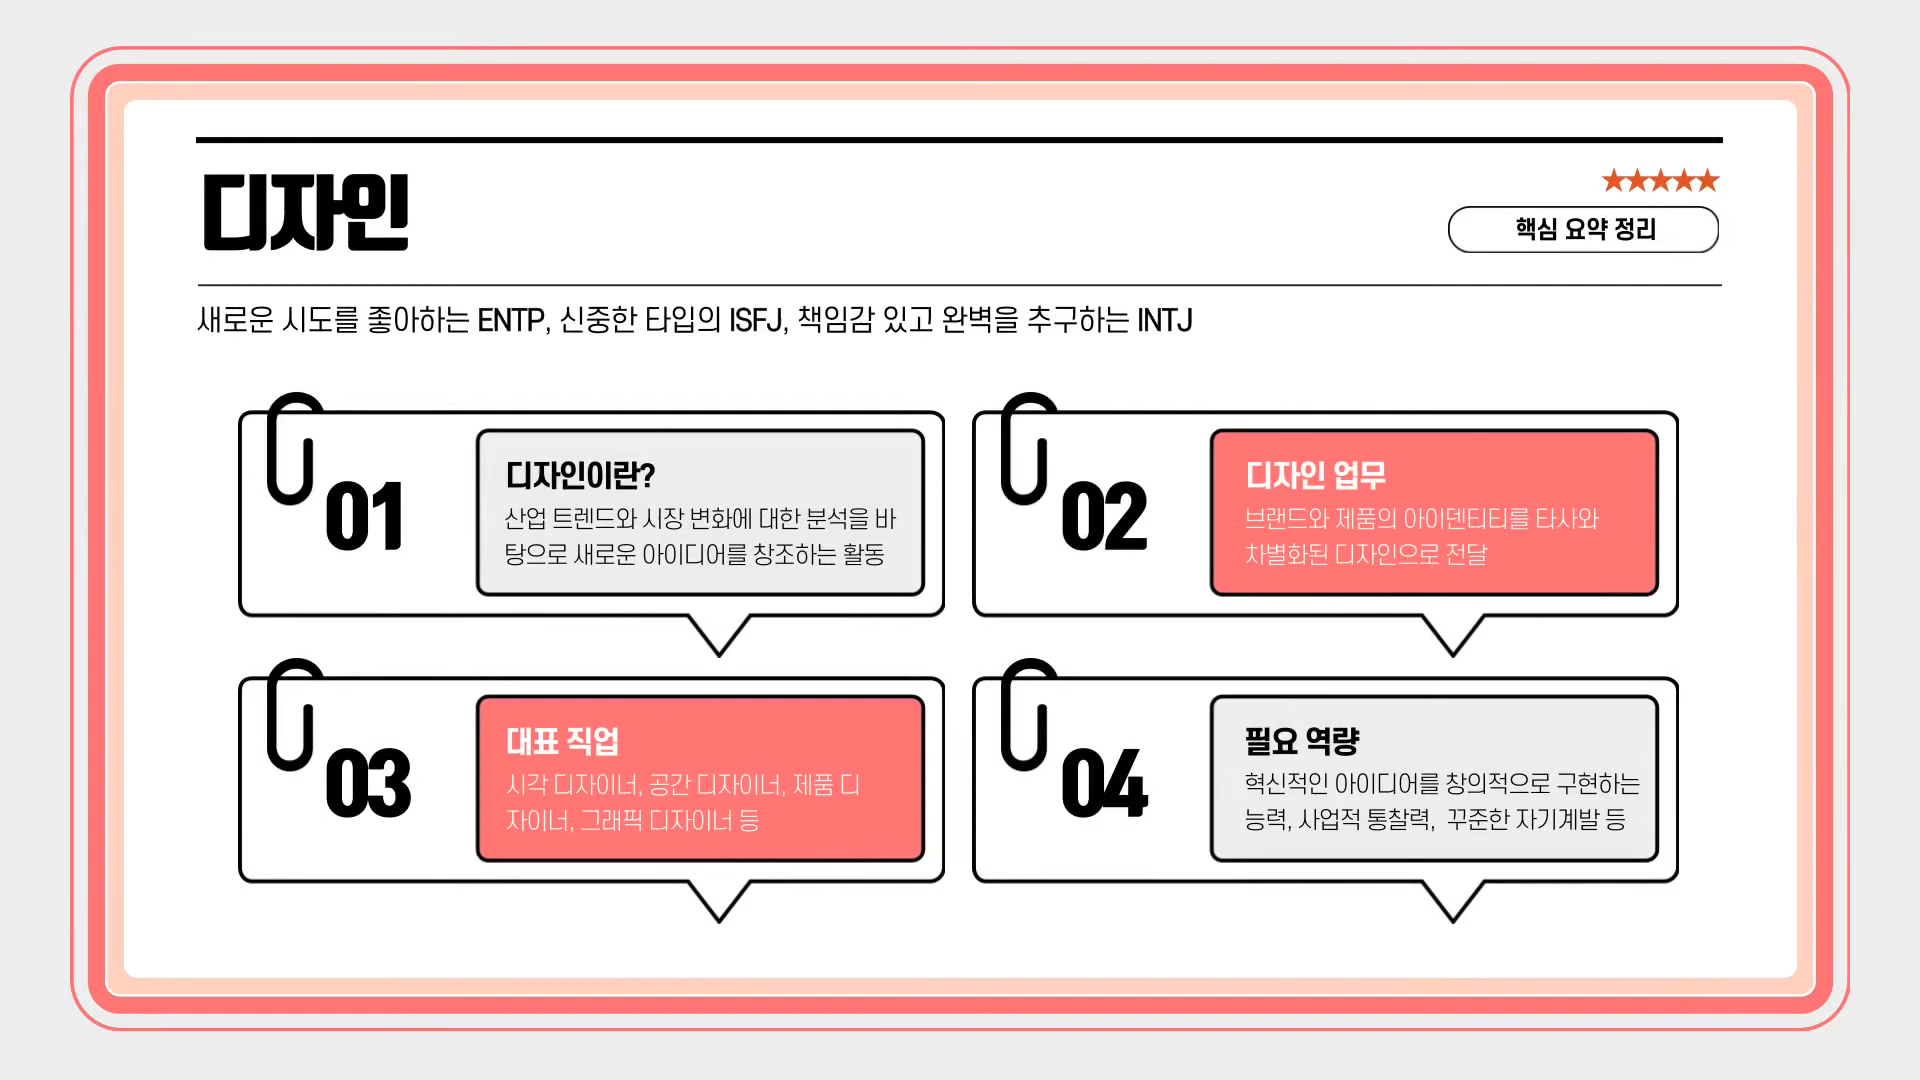 디자인
★★★★★
핵심 요약 정리
새로운 시도를 좋아하는 ENTP, 신중한 타입의 ISFJ, 책임감 있고 완벽을 추구하는 INTJ
01
디자인이란?
산업 트렌드와 시장 변화에 대한 분석을 바
탕으로 새로운 아이디어를 창조하는 활동
02
디자인 업무
브랜드와 제품의 아이덴티티를 타사와
차별화된 디자인으로 전달
03
대표 직업
시각 디자이너, 공간 디자이너, 제품 디
자이너, 그래픽 디자이너 등
04
필요 역량
혁신적인 아이디어를 창의적으로 구현하는
능력, 사업적 통찰력, 꾸준한 자기계발 등